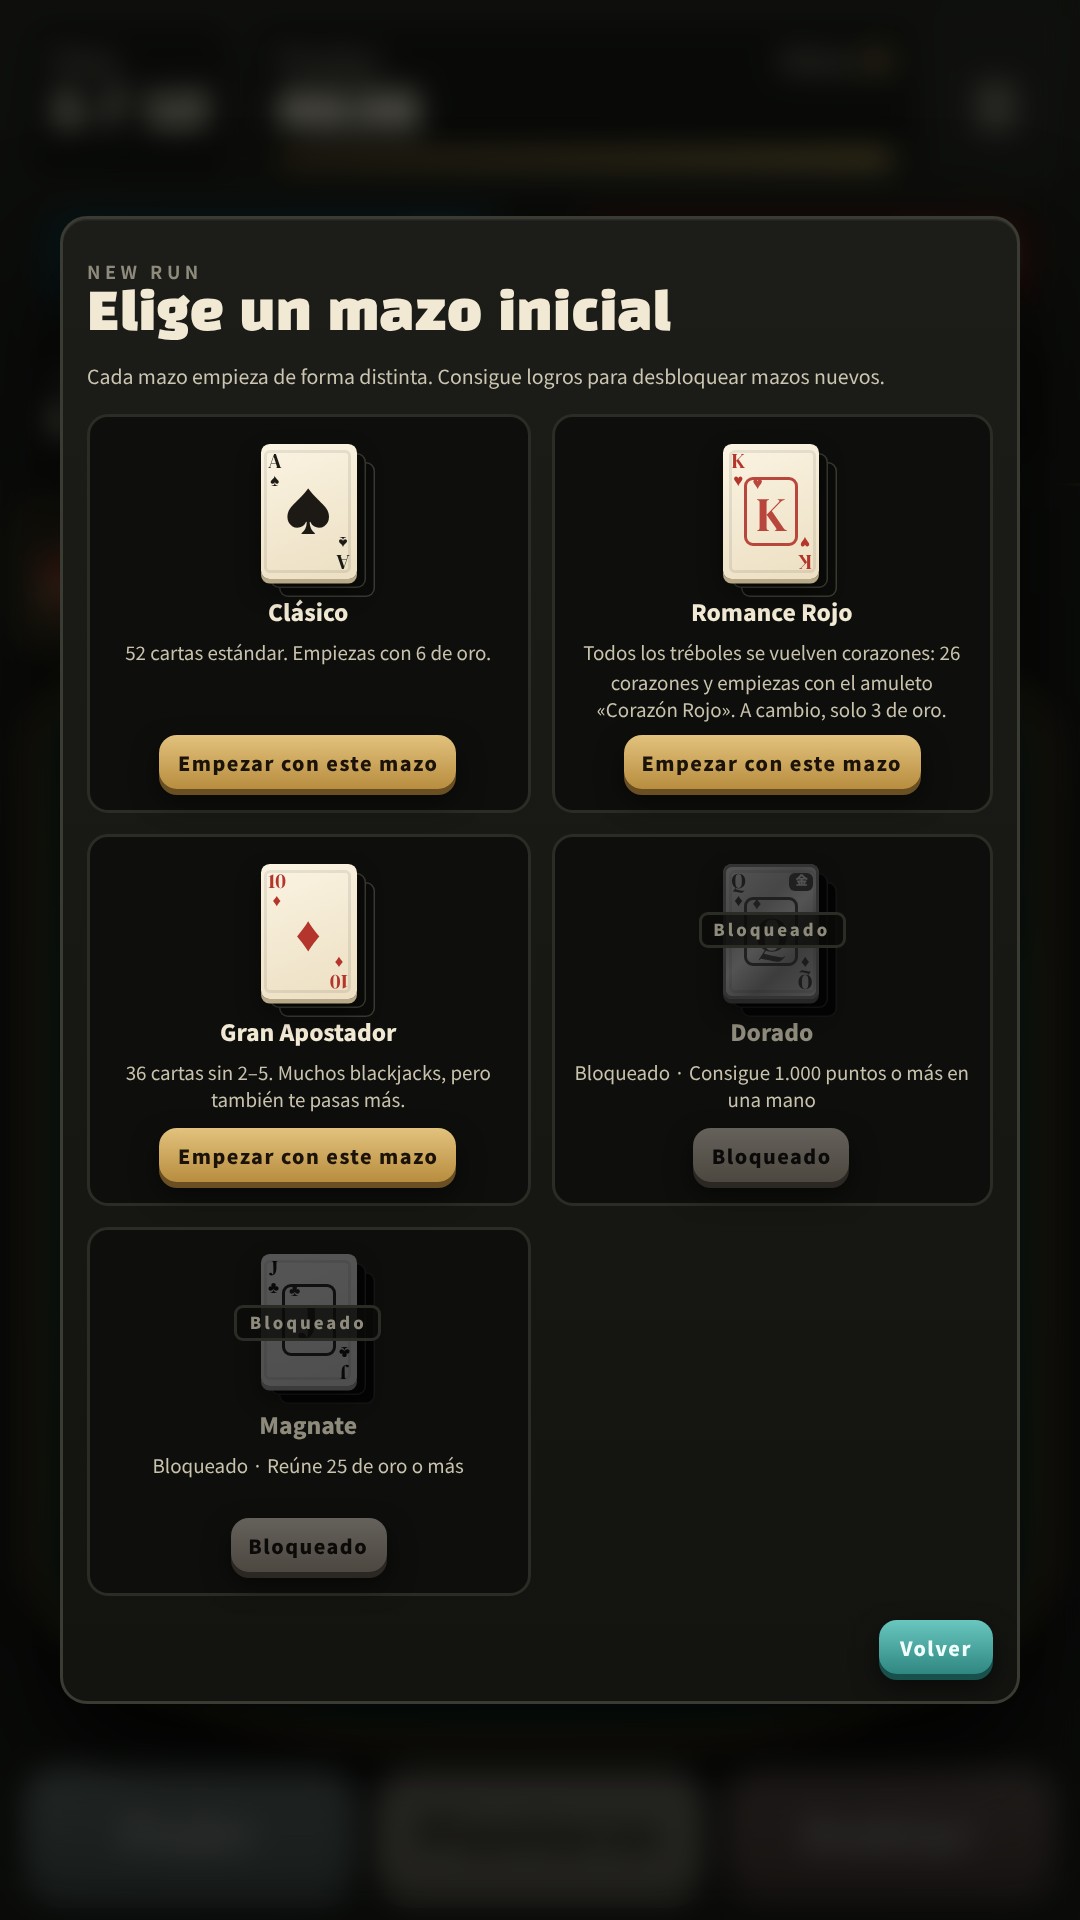 NEW RUN
Elige un mazo inicial
Cada mazo empieza de forma distinta. Consigue logros para desbloquear mazos nuevos.
A
A
Clásico
52 cartas estándar. Empiezas con 6 de oro.
Empezar con este mazo
K
K
K
Romance Rojo
Todos los tréboles se vuelven corazones: 26
corazones y empiezas con el amuleto
«Corazón Rojo». A cambio, solo 3 de oro.
Empezar con este mazo
10
10
Gran Apostador
36 cartas sin 2–5. Muchos blackjacks, pero
también te pasas más.
Empezar con este mazo
Q
金
Bloqueado
Q
Q
Dorado
Bloqueado · Consigue 1.000 puntos o más en
una mano
Bloqueado
J
Bloqueado
J
Magnate
Bloqueado · Reúne 25 de oro o más
Bloqueado
Volver